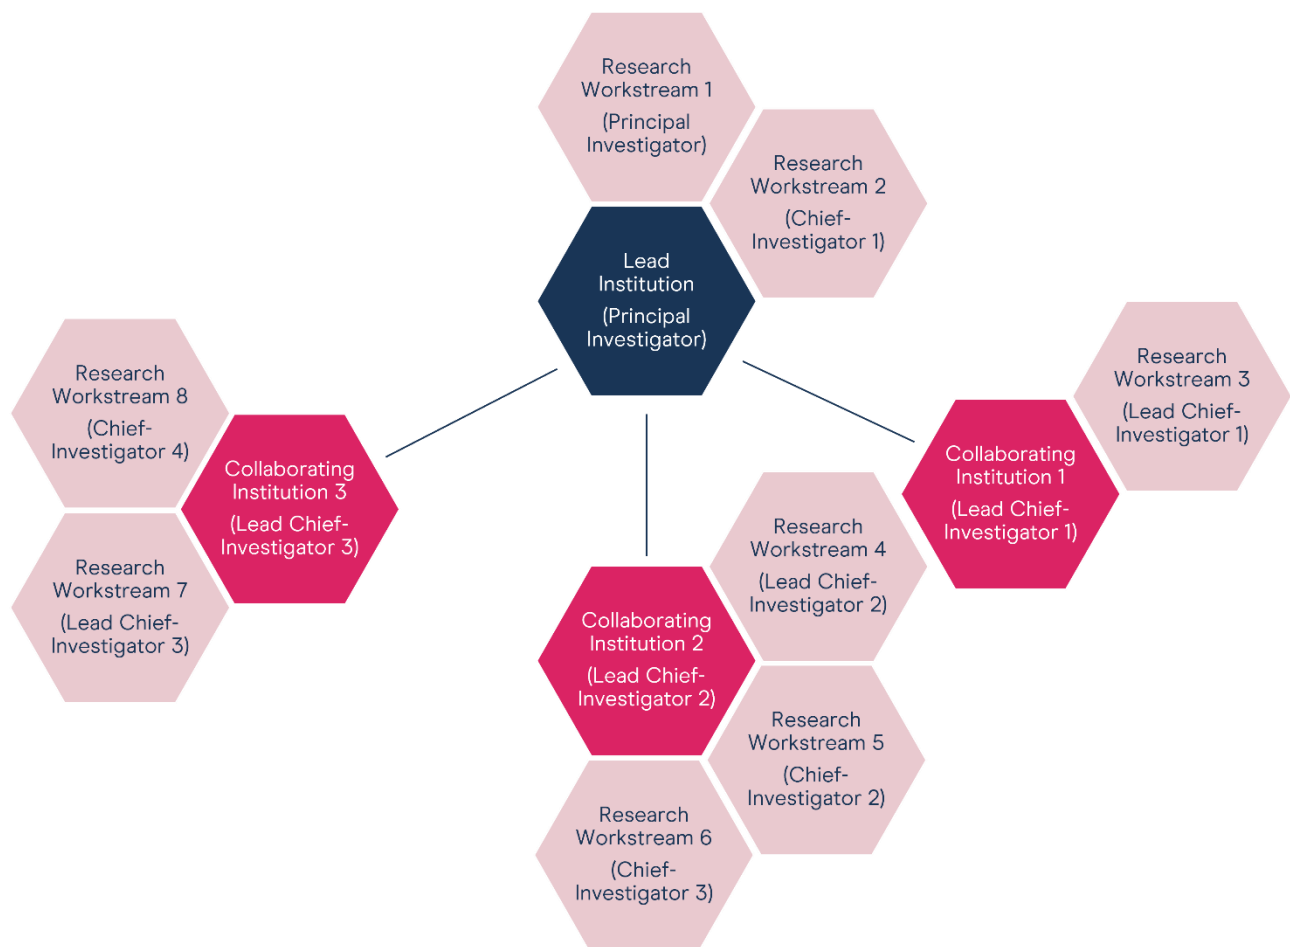 Research
Workstream 1
(Principal
Investigator)
Research
Workstream 2
(Chief-
Investigator 1)
Lead
Institution
(Principal
Investigator)
Research
Workstream 3
(Lead Chief-
Investigator 1)
Collaborating
Institution 1
(Lead Chief-
Investigator 1)
Research
Workstream 8
(Chief-
Investigator 4)
Collaborating
Institution 3
(Lead Chief-
Investigator 3)
Research
Workstream 7
(Lead Chief-
Investigator 3)
Research
Workstream 4
(Lead Chief-
Investigator 2)
Collaborating
Institution 2
(Lead Chief-
Investigator 2)
Research
Workstream 5
(Chief-
Investigator 2)
Research
Workstream 6
(Chief-
Investigator 3)